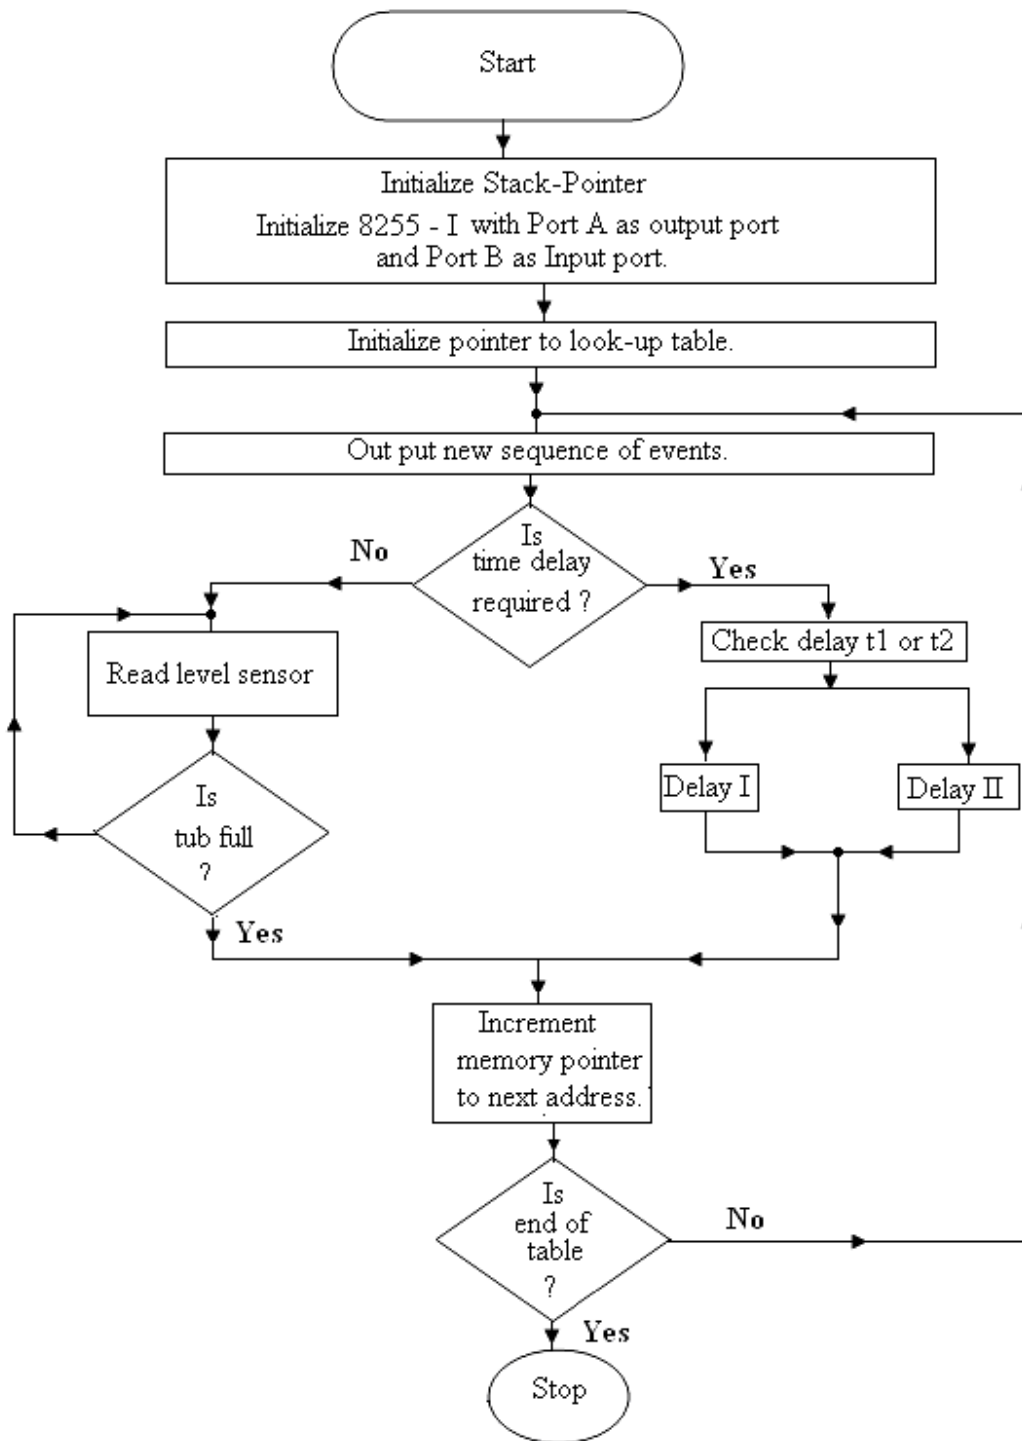 Start
Initialize Stack-Pointer
Initialize 8255 - I with Port A as output port
and Port B as Input port.
Initialize pointer to look-up table.
Out put new sequence of events.
Is
time delay
required ?
No
Yes
Read level sensor
Check delay t1 or t2
Is
tub full
?
Delay I
Delay II
Yes
Increment
memory pointer
to next address.
Is
end of
table
?
No
Yes
Stop